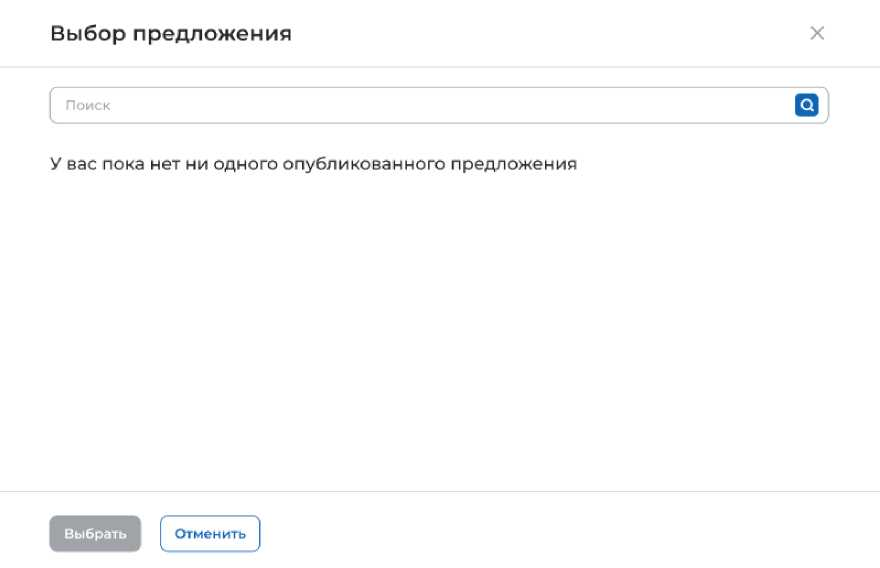 Выбор предложения
Поиск
У вас пока нет ни одного опубликованного предложения
Выбрать
Отменить